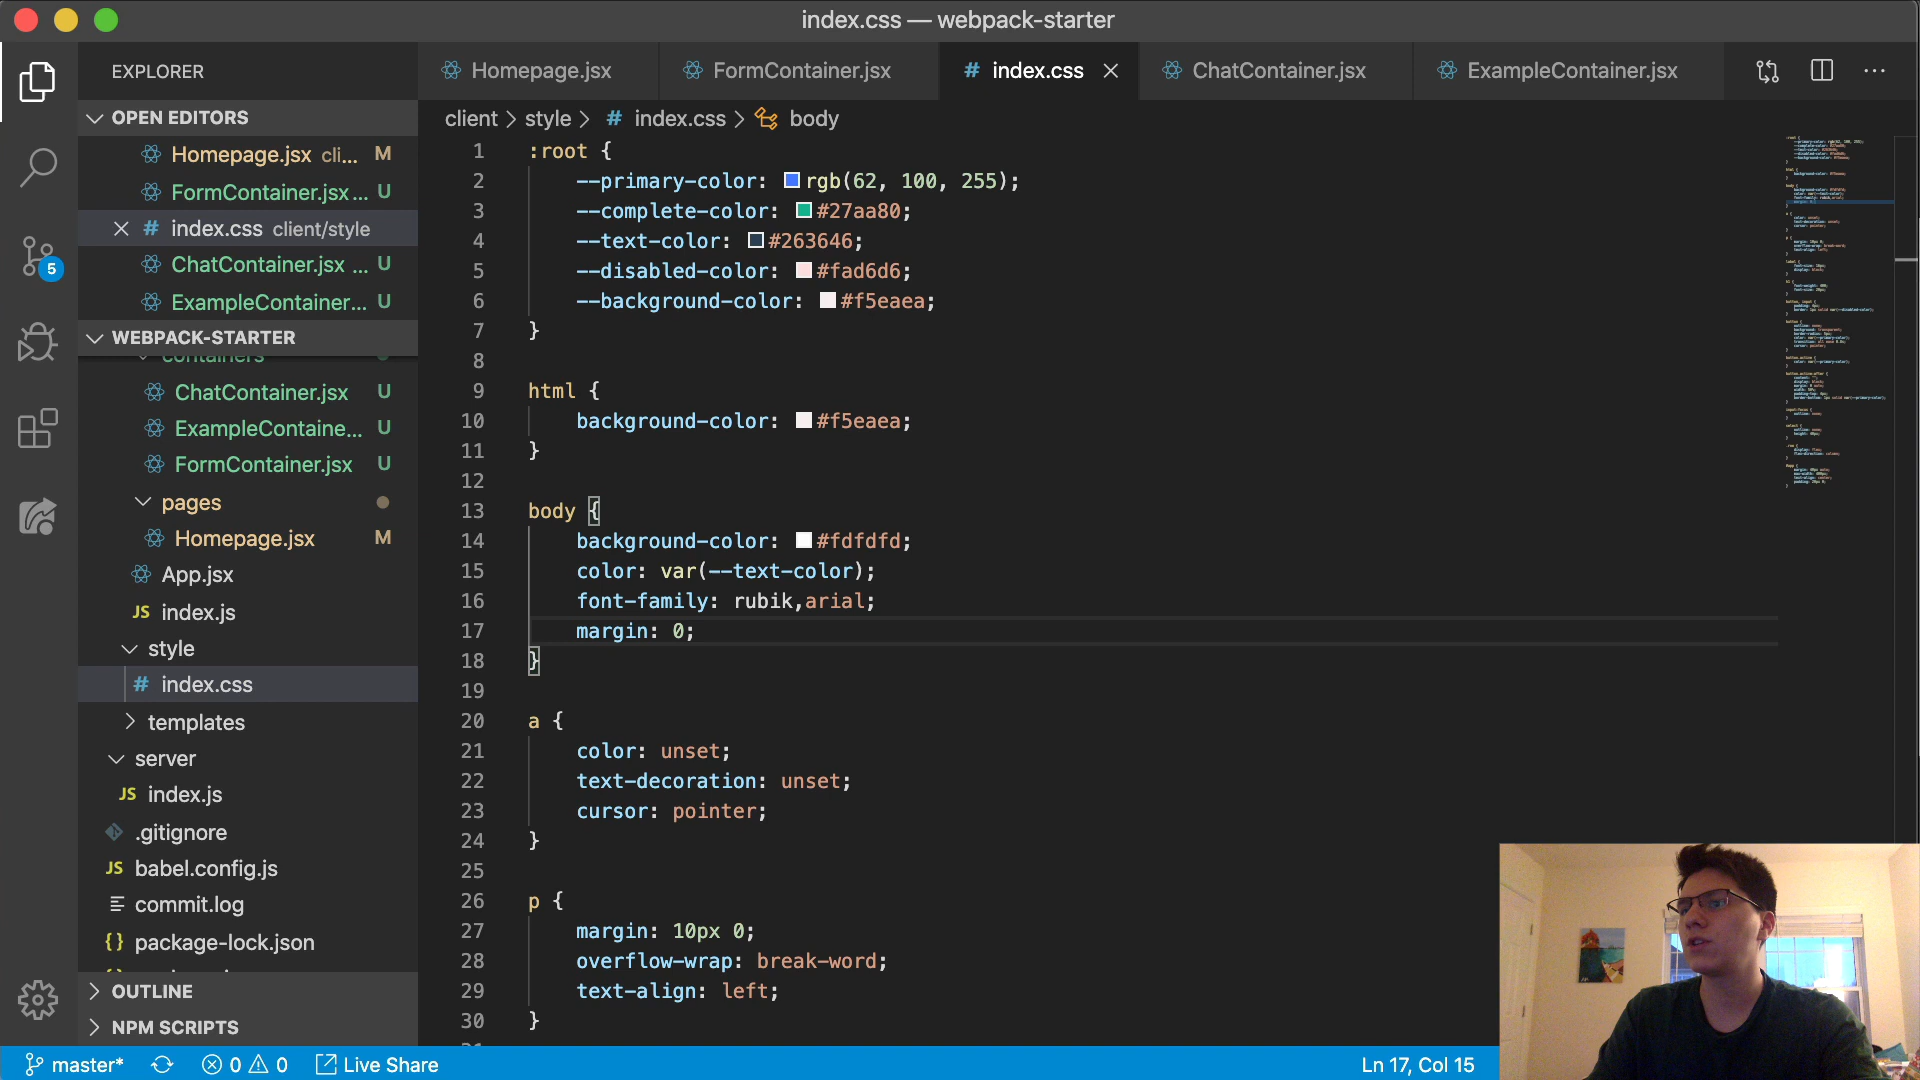 index.css — webpack-starter
EXPLORER
Homepage.jsx
FormContainer.jsx
# index.css
ChatContainer.jsx
ExampleContainer.jsx
OPEN EDITORS
Homepage.jsx cli... M
FormContainer.jsx ... U
# index.css client/style
ChatContainer.jsx ... U
ExampleContainer... U
WEBPACK-STARTER
containers
ChatContainer.jsx U
ExampleContaine... U
FormContainer.jsx U
pages
Homepage.jsx M
App.jsx
JS index.js
style
# index.css
templates
server
JS index.js
.gitignore
JS babel.config.js
commit.log
{} package-lock.json
OUTLINE
NPM SCRIPTS
5
client > style > # index.css > body
1 :root {
2 --primary-color: rgb(62, 100, 255);
3 --complete-color: #27aa80;
4 --text-color: #263646;
5 --disabled-color: #fad6d6;
6 --background-color: #f5eaea;
7 }
8
9 html {
10 background-color: #f5eaea;
11 }
12
13 body {
14 background-color: #fdfdfd;
15 color: var(--text-color);
16 font-family: rubik,arial;
17 margin: 0;
18 }
19
20 a {
21 color: unset;
22 text-decoration: unset;
23 cursor: pointer;
24 }
25
26 p {
27 margin: 10px 0;
28 overflow-wrap: break-word;
29 text-align: left;
30 }
master* 0 0 Live Share
Ln 17, Col 15